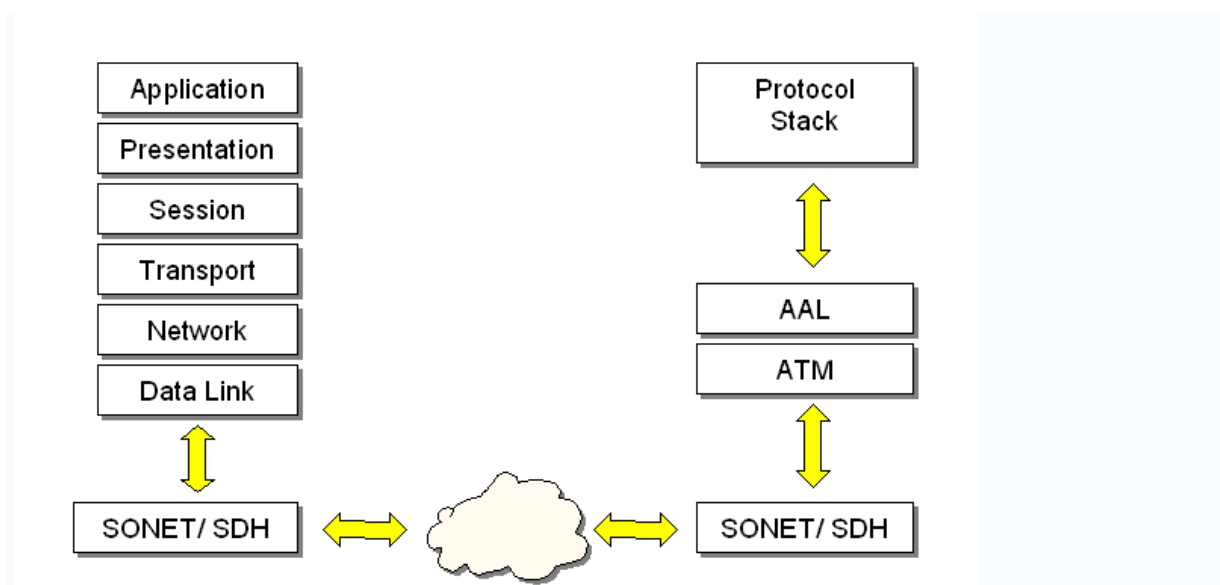 Application
Presentation
Session
Transport
Network
Data Link
SONET/ SDH
Protocol
Stack
AAL
ATM
SONET/ SDH